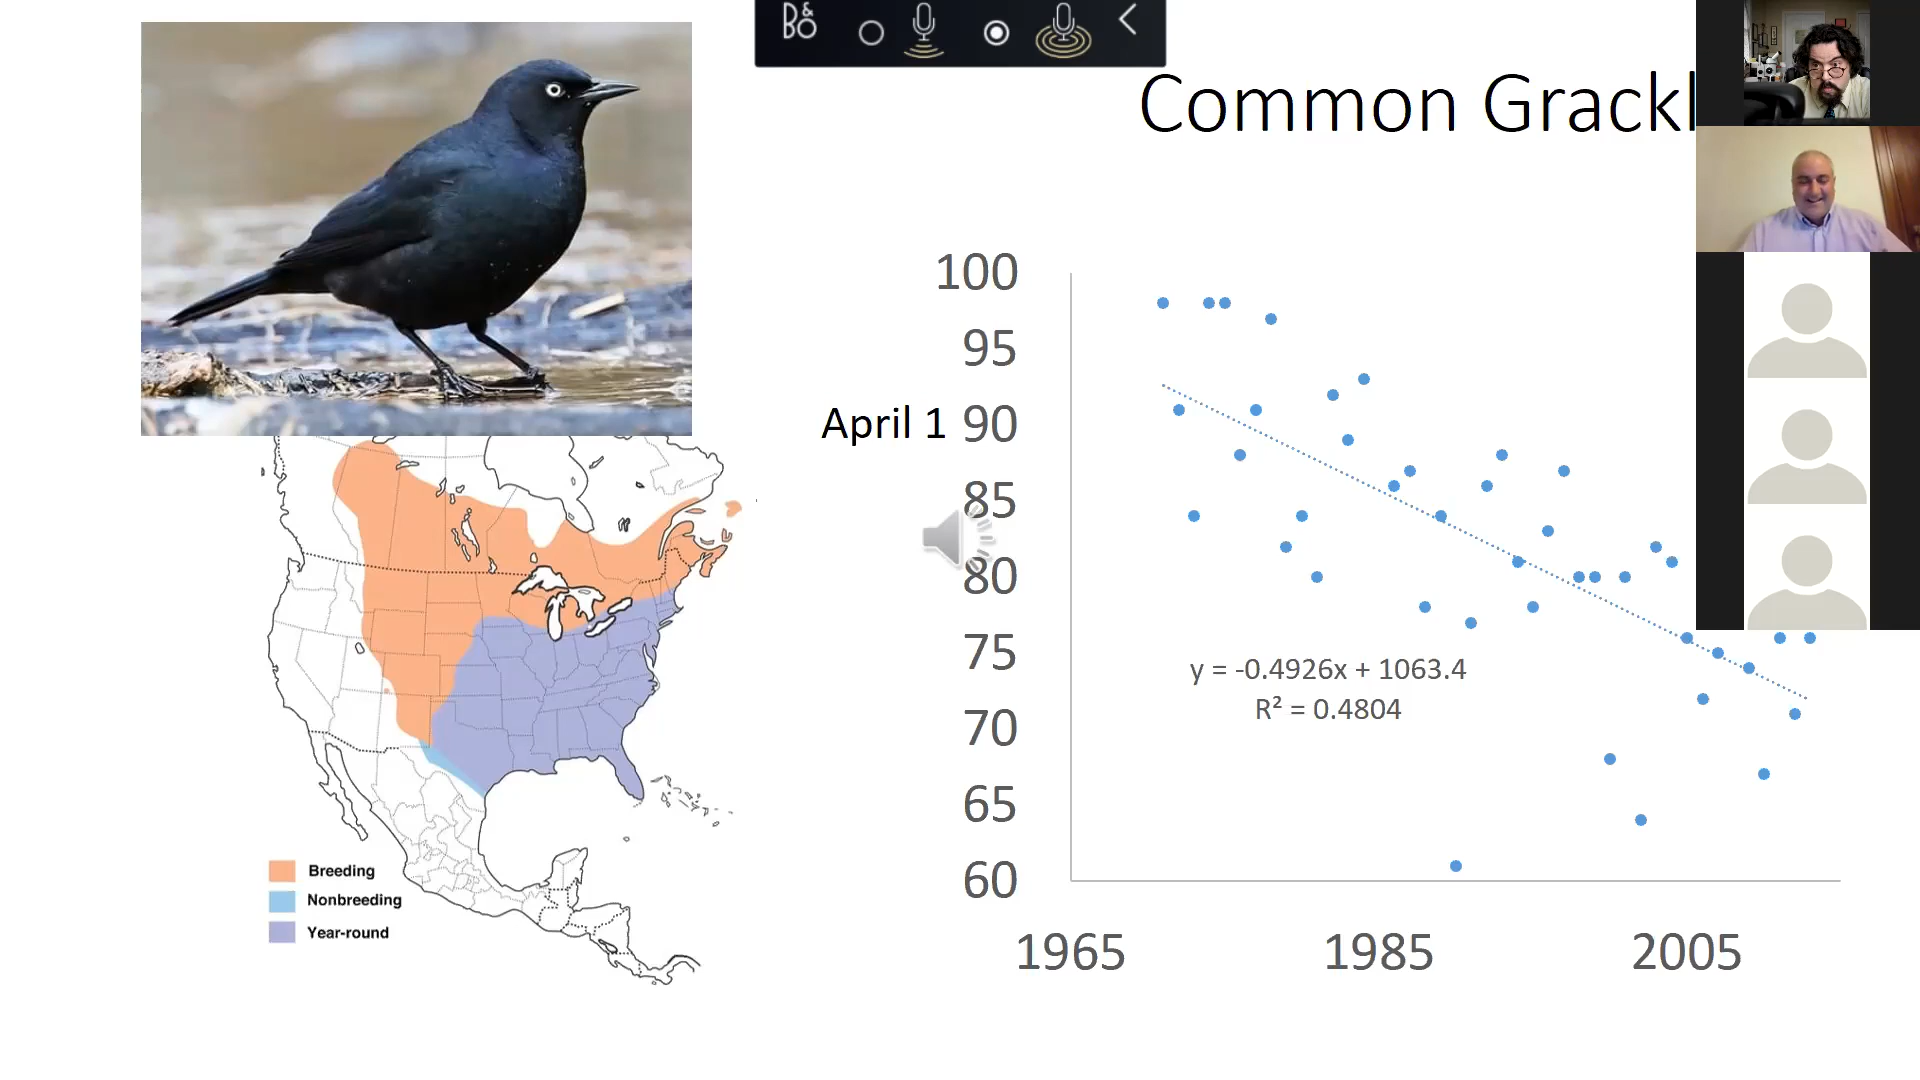 B&O
Common Grackl
100
95
April 1 90
85
80
75
70
65
60
y = -0.4926x + 1063.4
R² = 0.4804
1965 1985 2005
Breeding
Nonbreeding
Year-round